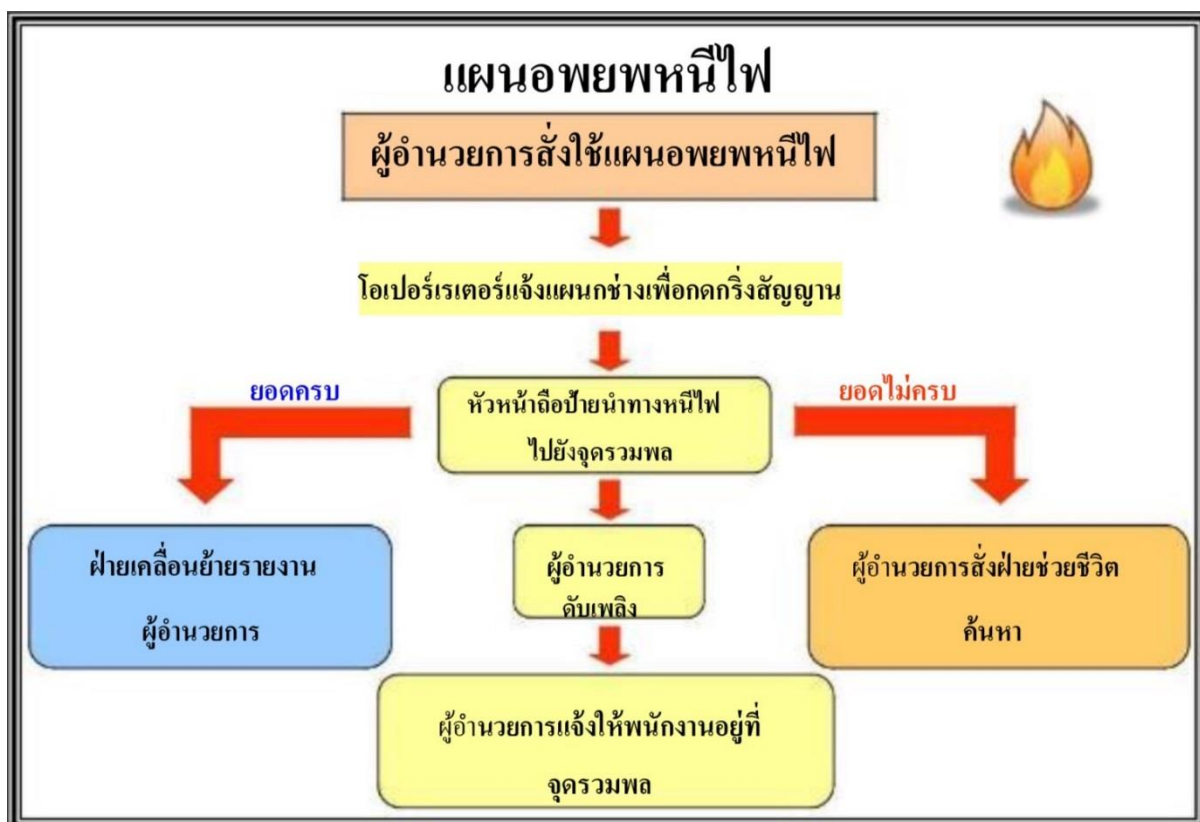 แผนอพยพหนีไฟ
ผู้อำนวยการสั่งใช้แผนอพยพหนีไฟ
โอเปอร์เรเตอร์แจ้งแผนกช่างเพื่อกดกริ่งสัญญาน
ยอดครบ
หัวหน้าถือป้ายนำทางหนีไฟ
ไปยังจุดรวมพล
ยอดไม่ครบ
ฝ่ายเคลื่อนย้ายรายงาน
ผู้อำนวยการ
ผู้อำนวยการ
ดับเพลิง
ผู้อำนวยการสั่งฝ่ายช่วยชีวิต
ค้นหา
ผู้อำนวยการแจ้งให้พนักงานอยู่ที่
จุดรวมพล